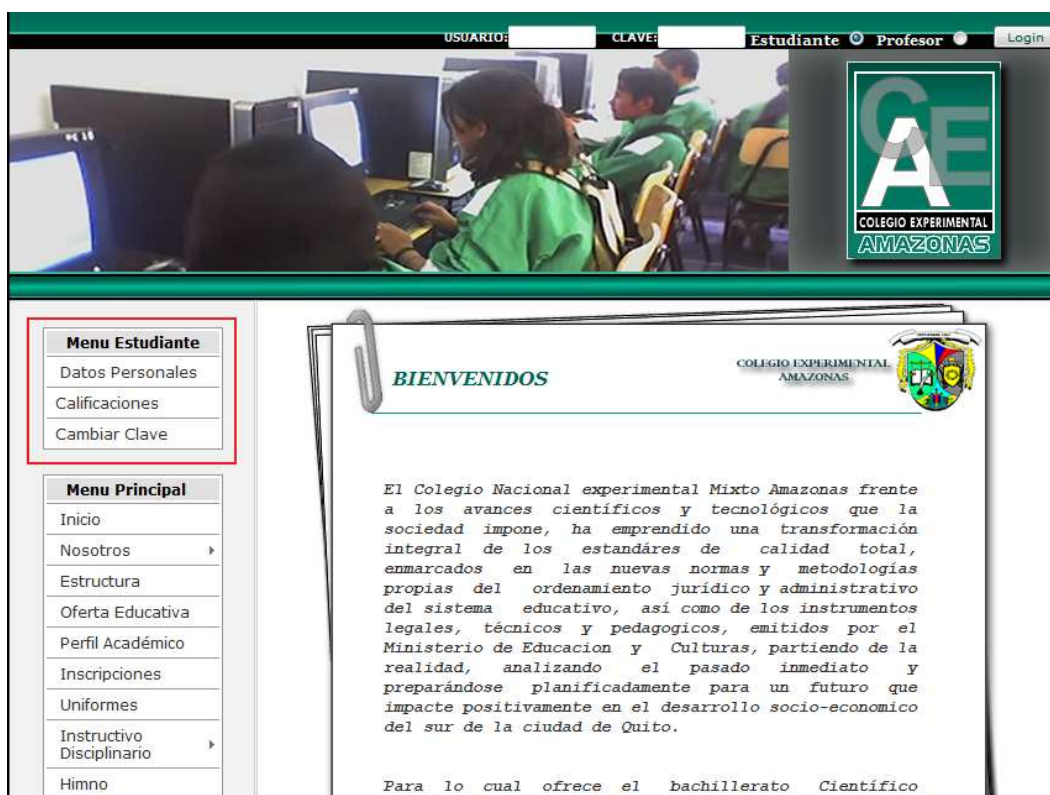 USUARIO: CLAVE: Estudiante Profesor Login
PC 18
CE
A
COLEGIO EXPERIMENTAL
AMAZONAS
Menu Estudiante
Datos Personales
Calificaciones
Cambiar Clave
Menu Principal
Inicio
Nosotros
Estructura
Oferta Educativa
Perfil Académico
Inscripciones
Uniformes
Instructivo
Disciplinario
Himno
BIENVENIDOS
COLEGIO EXPERIMENTAL
AMAZONAS
El Colegio Nacional experimental Mixto Amazonas frente
a los avances científicos y tecnológicos que la
sociedad impone, ha emprendido una transformación
integral de los estandáres de calidad total,
enmarcados en las nuevas normas y metodologías
propias del ordenamiento jurídico y administrativo
del sistema educativo, así como de los instrumentos
legales, técnicos y pedagogicos, emitidos por el
Ministerio de Educacion y Culturas, partiendo de la
realidad, analizando el pasado inmediato y
preparándose planificadamente para un futuro que
impacte positivamente en el desarrollo socio-economico
del sur de la ciudad de Quito.
Para lo cual ofrece el bachillerato Científico